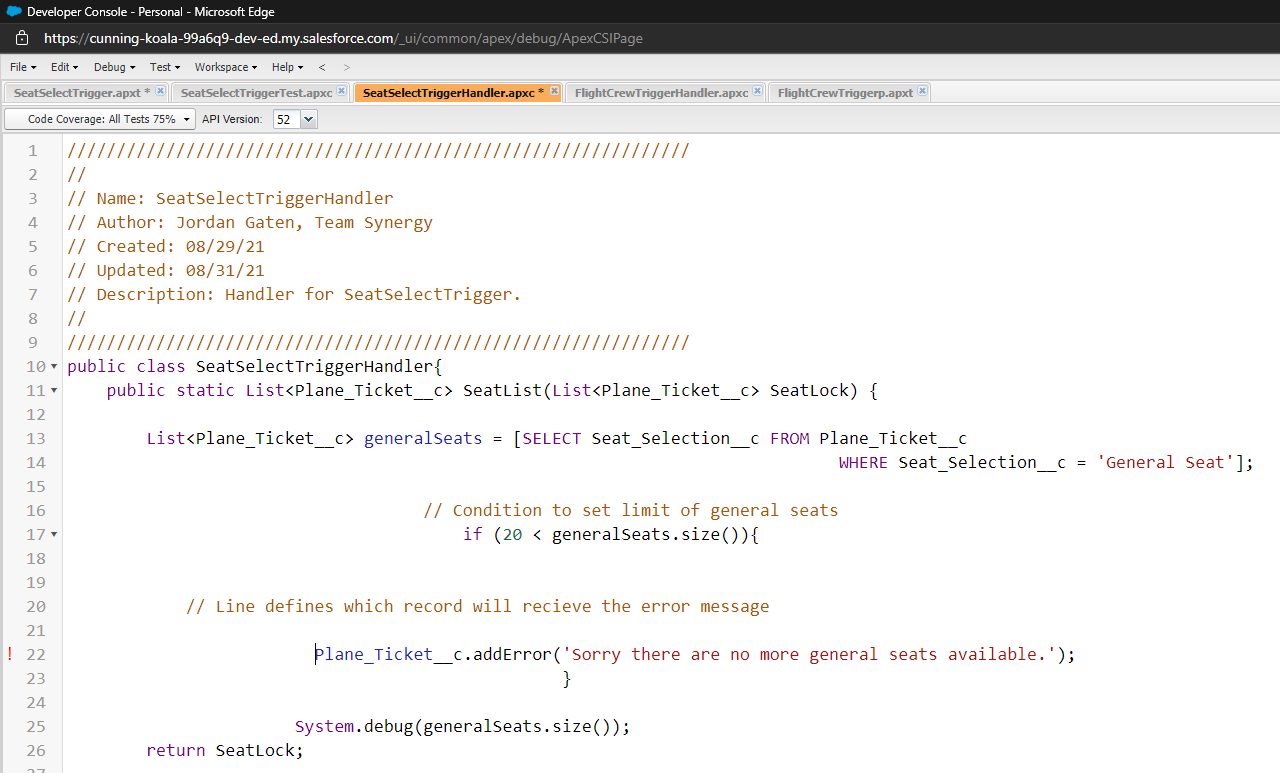 Developer Console - Personal - Microsoft Edge
https://cunning-koala-99a6q9-dev-ed.my.salesforce.com/_ui/common/apex/debug/ApexCSIPage
File Edit Debug Test Workspace Help < >
SeatSelectTrigger.apxt * SeatSelectTriggerTest.apxc SeatSelectTriggerHandler.apxc * FlightCrewTriggerHandler.apxc FlightCrewTriggerp.apxt
Code Coverage: All Tests 75% API Version: 52
1 ///////////////////////////////////////////////////////////////
2 //
3 // Name: SeatSelectTriggerHandler
4 // Author: Jordan Gaten, Team Synergy
5 // Created: 08/29/21
6 // Updated: 08/31/21
7 // Description: Handler for SeatSelectTrigger.
8 //
9 ///////////////////////////////////////////////////////////////
10 public class SeatSelectTriggerHandler{
11 public static List<Plane_Ticket__c> SeatList(List<Plane_Ticket__c> SeatLock) {
12
13 List<Plane_Ticket__c> generalSeats = [SELECT Seat_Selection__c FROM Plane_Ticket__c
14 WHERE Seat_Selection__c = 'General Seat'];
15
16 // Condition to set limit of general seats
17 if (20 < generalSeats.size()){
18
19
20 // Line defines which record will recieve the error message
21
! 22 Plane_Ticket__c.addError('Sorry there are no more general seats available.');
23 }
24
25 System.debug(generalSeats.size());
26 return SeatLock;
27